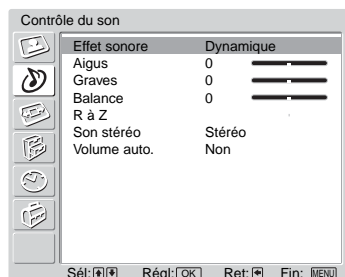 Contrôle du son
Effet sonore Dynamique
Aigus 0
Graves 0
Balance 0
R à Z
Son stéréo Stéréo
Volume auto. Non
Sél: Régl: OK Ret: Fin: MENU